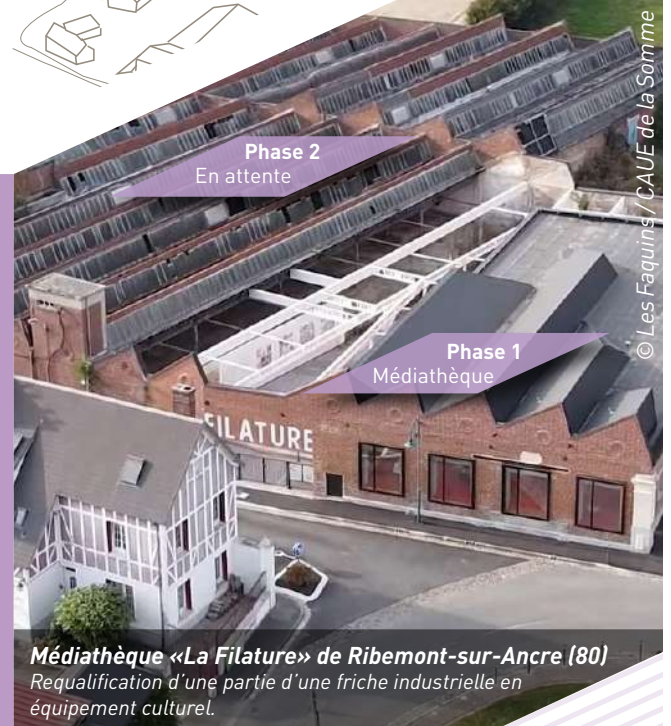 © Les Faquins / CAUE de la Somme
Phase 2
En attente
Phase 1
Médiathèque
FILATURE
Médiathèque «La Filature» de Ribemont-sur-Ancre (80)
Requalification d'une partie d'une friche industrielle en
équipement culturel.